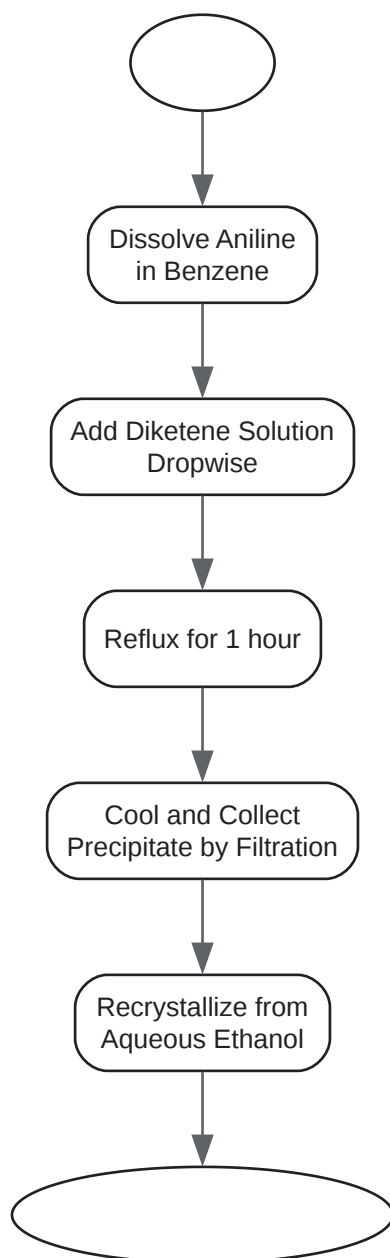 Dissolve Aniline
in Benzene
Add Diketene Solution
Dropwise
Reflux for 1 hour
Cool and Collect
Precipitate by Filtration
Recrystallize from
Aqueous Ethanol